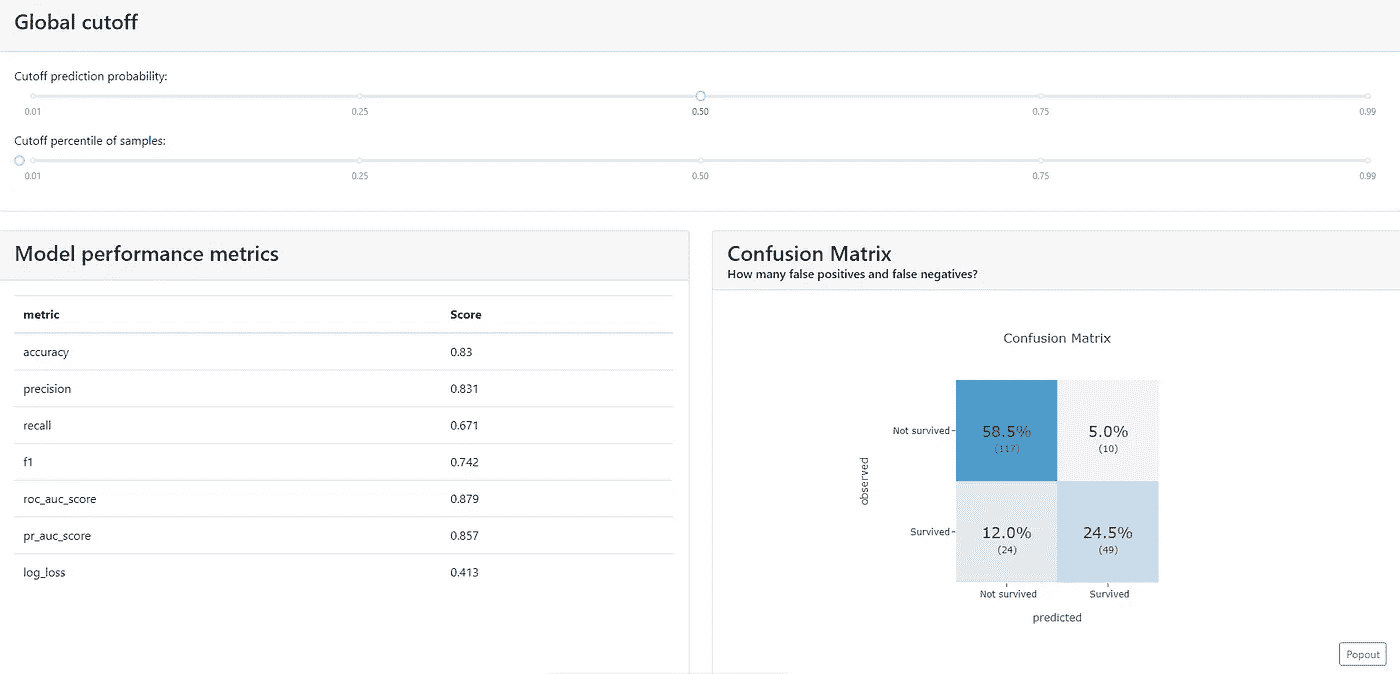 Global cutoff
Cutoff prediction probability:
0.01 0.25 0.50 0.75 0.99
Cutoff percentile of samples:
0.01 0.25 0.50 0.75 0.99
Model performance metrics
metric Score
accuracy 0.83
precision 0.831
recall 0.671
f1 0.742
roc_auc_score 0.879
pr_auc_score 0.857
log_loss 0.413
Confusion Matrix
How many false positives and false negatives?
Confusion Matrix
observed
Not survived
58.5% 5.0%
(117) (10)
Survived
12.0% 24.5%
(24) (49)
Not survived Survived
predicted
Popout